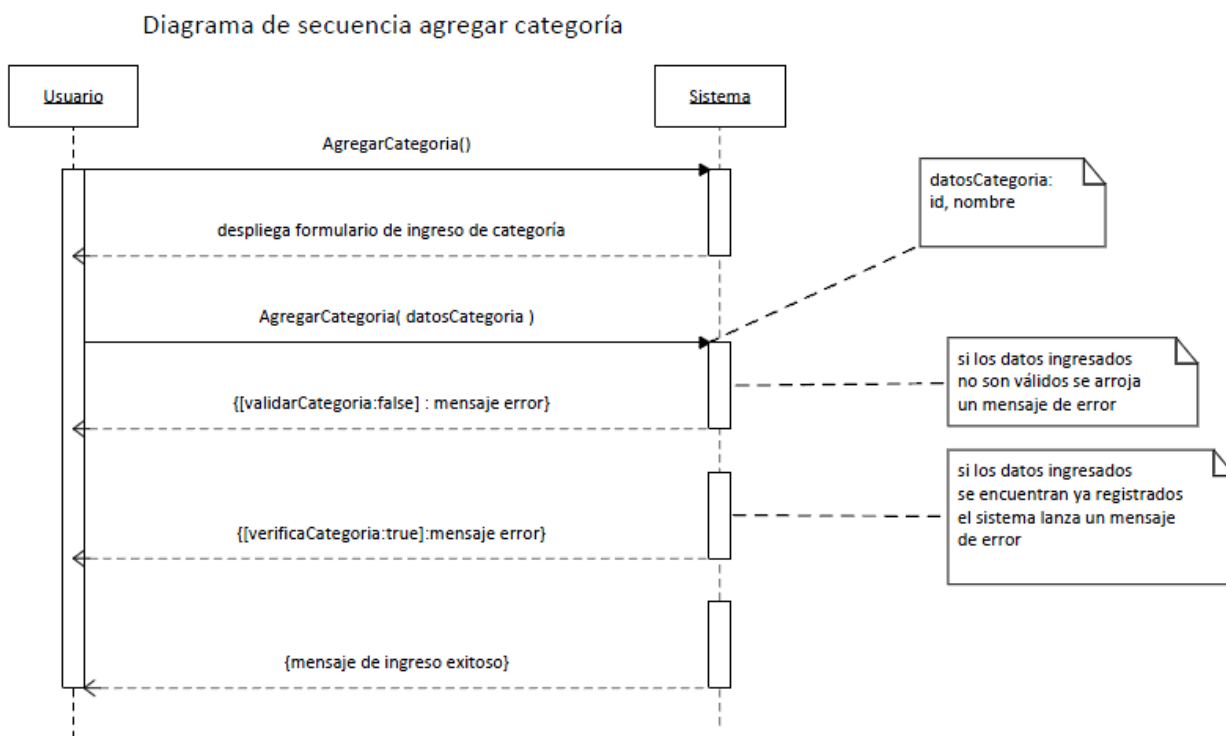 Diagrama de secuencia agregar categoría
Usuario
Sistema
AgregarCategoria()
datosCategoria:
id, nombre
despliega formulario de ingreso de categoría
AgregarCategoria( datosCategoria )
si los datos ingresados
no son válidos se arroja
un mensaje de error
{[validarCategoria:false] : mensaje error}
si los datos ingresados
se encuentran ya registrados
el sistema lanza un mensaje
de error
{[verificaCategoria:true]:mensaje error}
{mensaje de ingreso exitoso}